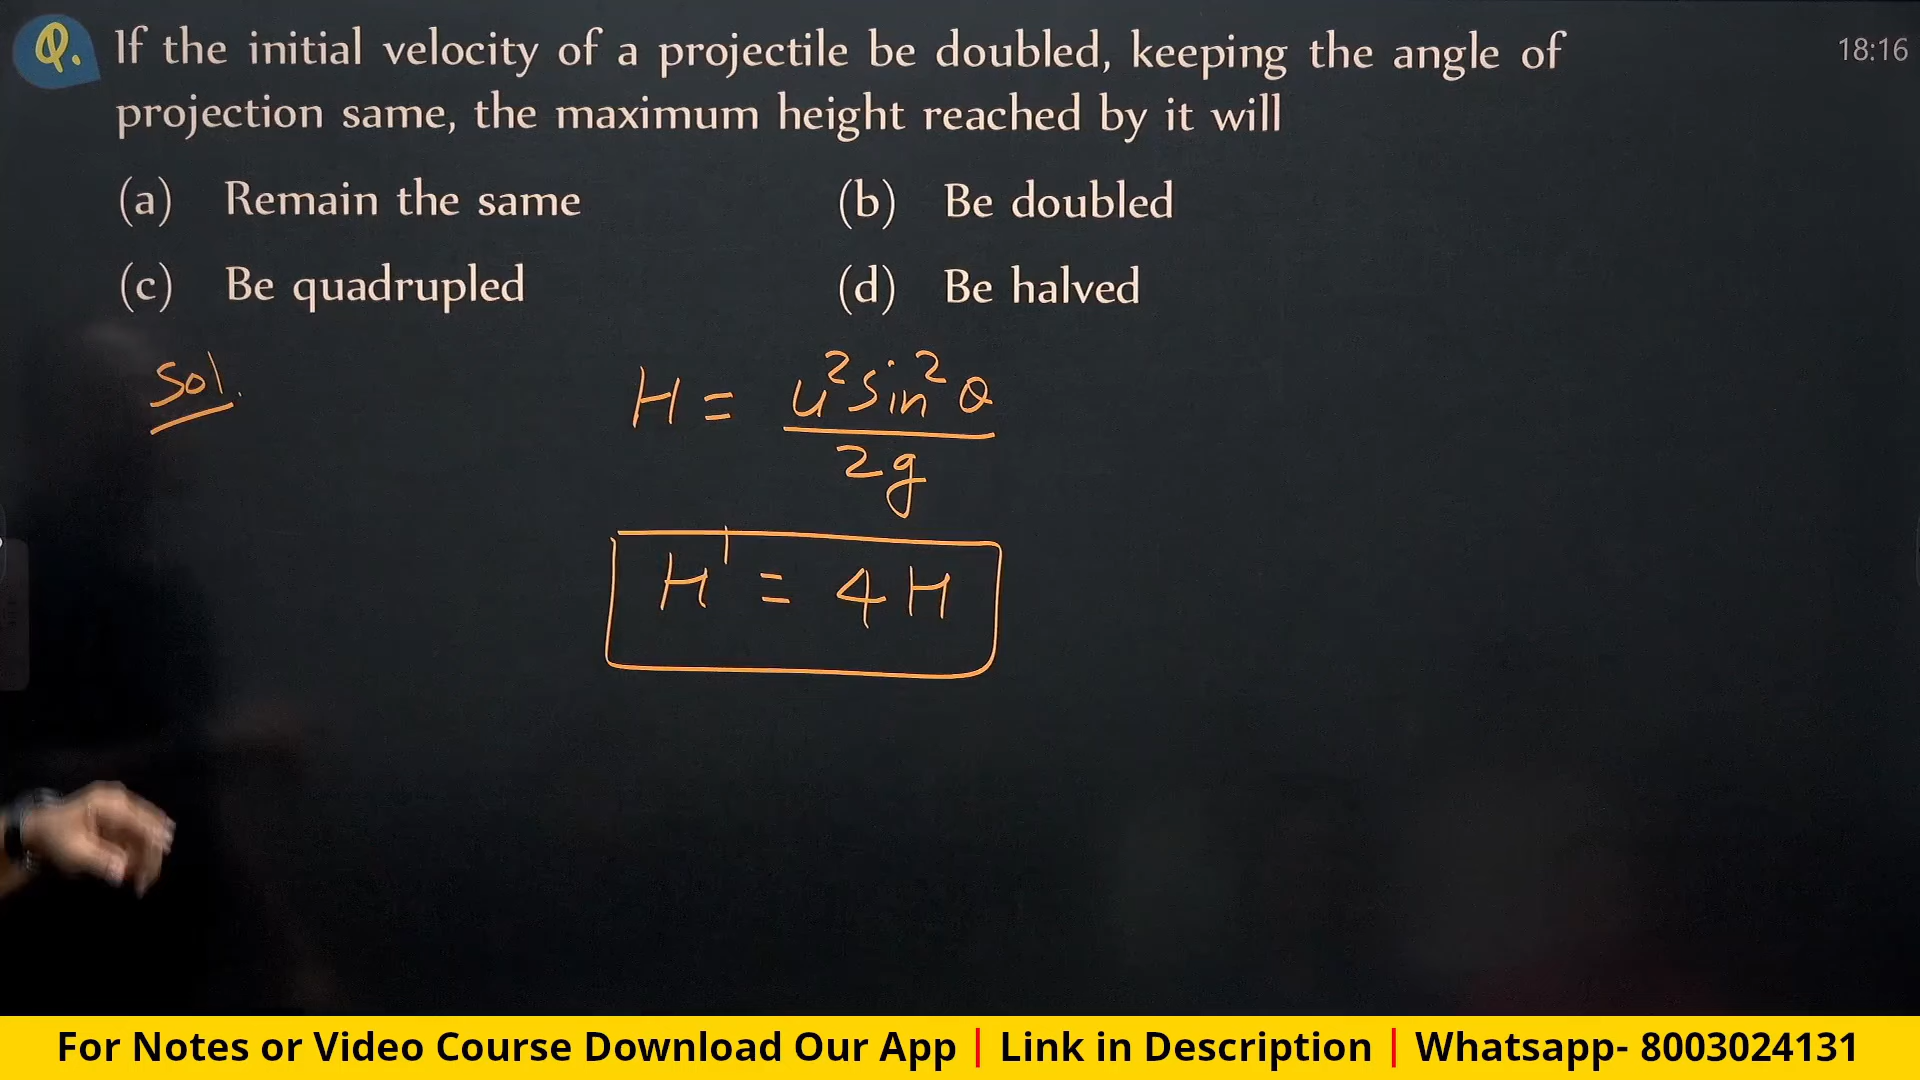 Q. If the initial velocity of a projectile be doubled, keeping the angle of
18:16
projection same, the maximum height reached by it will
(a) Remain the same (b) Be doubled
(c) Be quadrupled (d) Be halved
Sol.
H = u²sin²θ
2g
H' = 4H
For Notes or Video Course Download Our App | Link in Description | Whatsapp- 8003024131